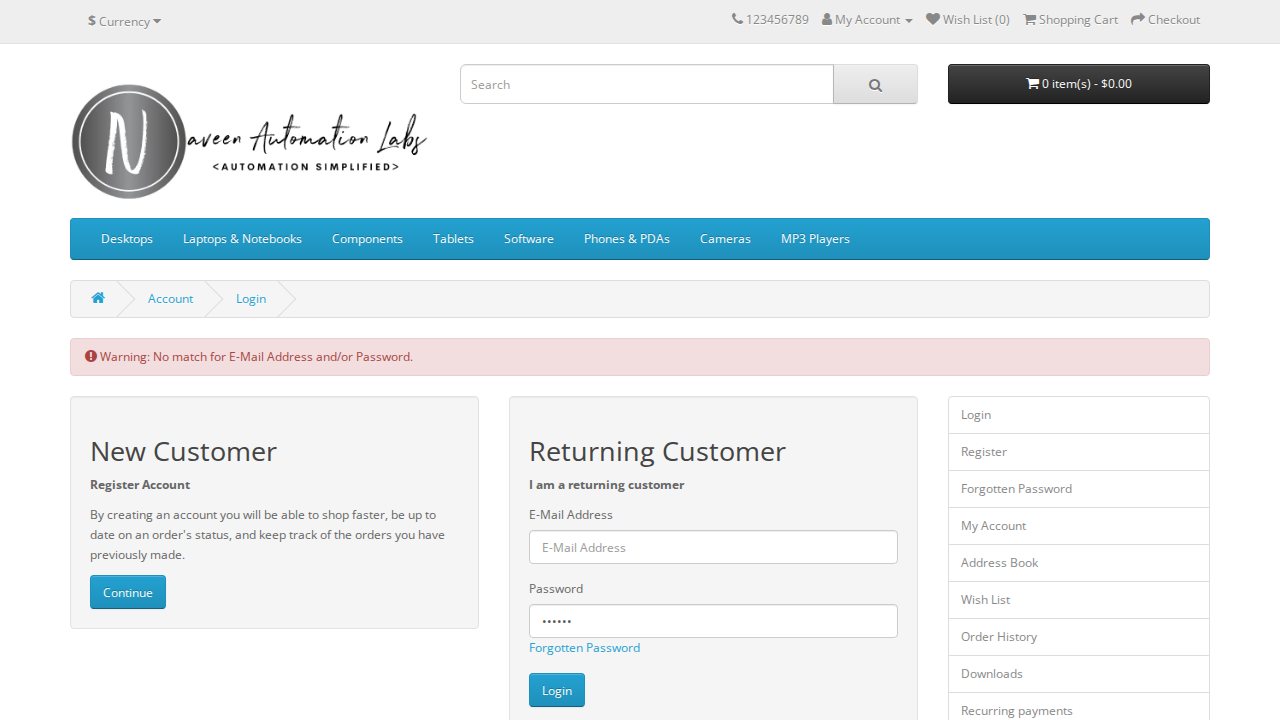 $ Currency
123456789 My Account Wish List (0) Shopping Cart Checkout
Search
0 item(s) - $0.00
N aveen Automation Labs
<AUTOMATION SIMPLIFIED>
Desktops Laptops & Notebooks Components Tablets Software Phones & PDAs Cameras MP3 Players
Account Login
Warning: No match for E-Mail Address and/or Password.
New Customer
Register Account
By creating an account you will be able to shop faster, be up to
date on an order's status, and keep track of the orders you have
previously made.
Continue
Returning Customer
I am a returning customer
E-Mail Address
E-Mail Address
Password
••••••
Forgotten Password
Login
Login
Register
Forgotten Password
My Account
Address Book
Wish List
Order History
Downloads
Recurring payments